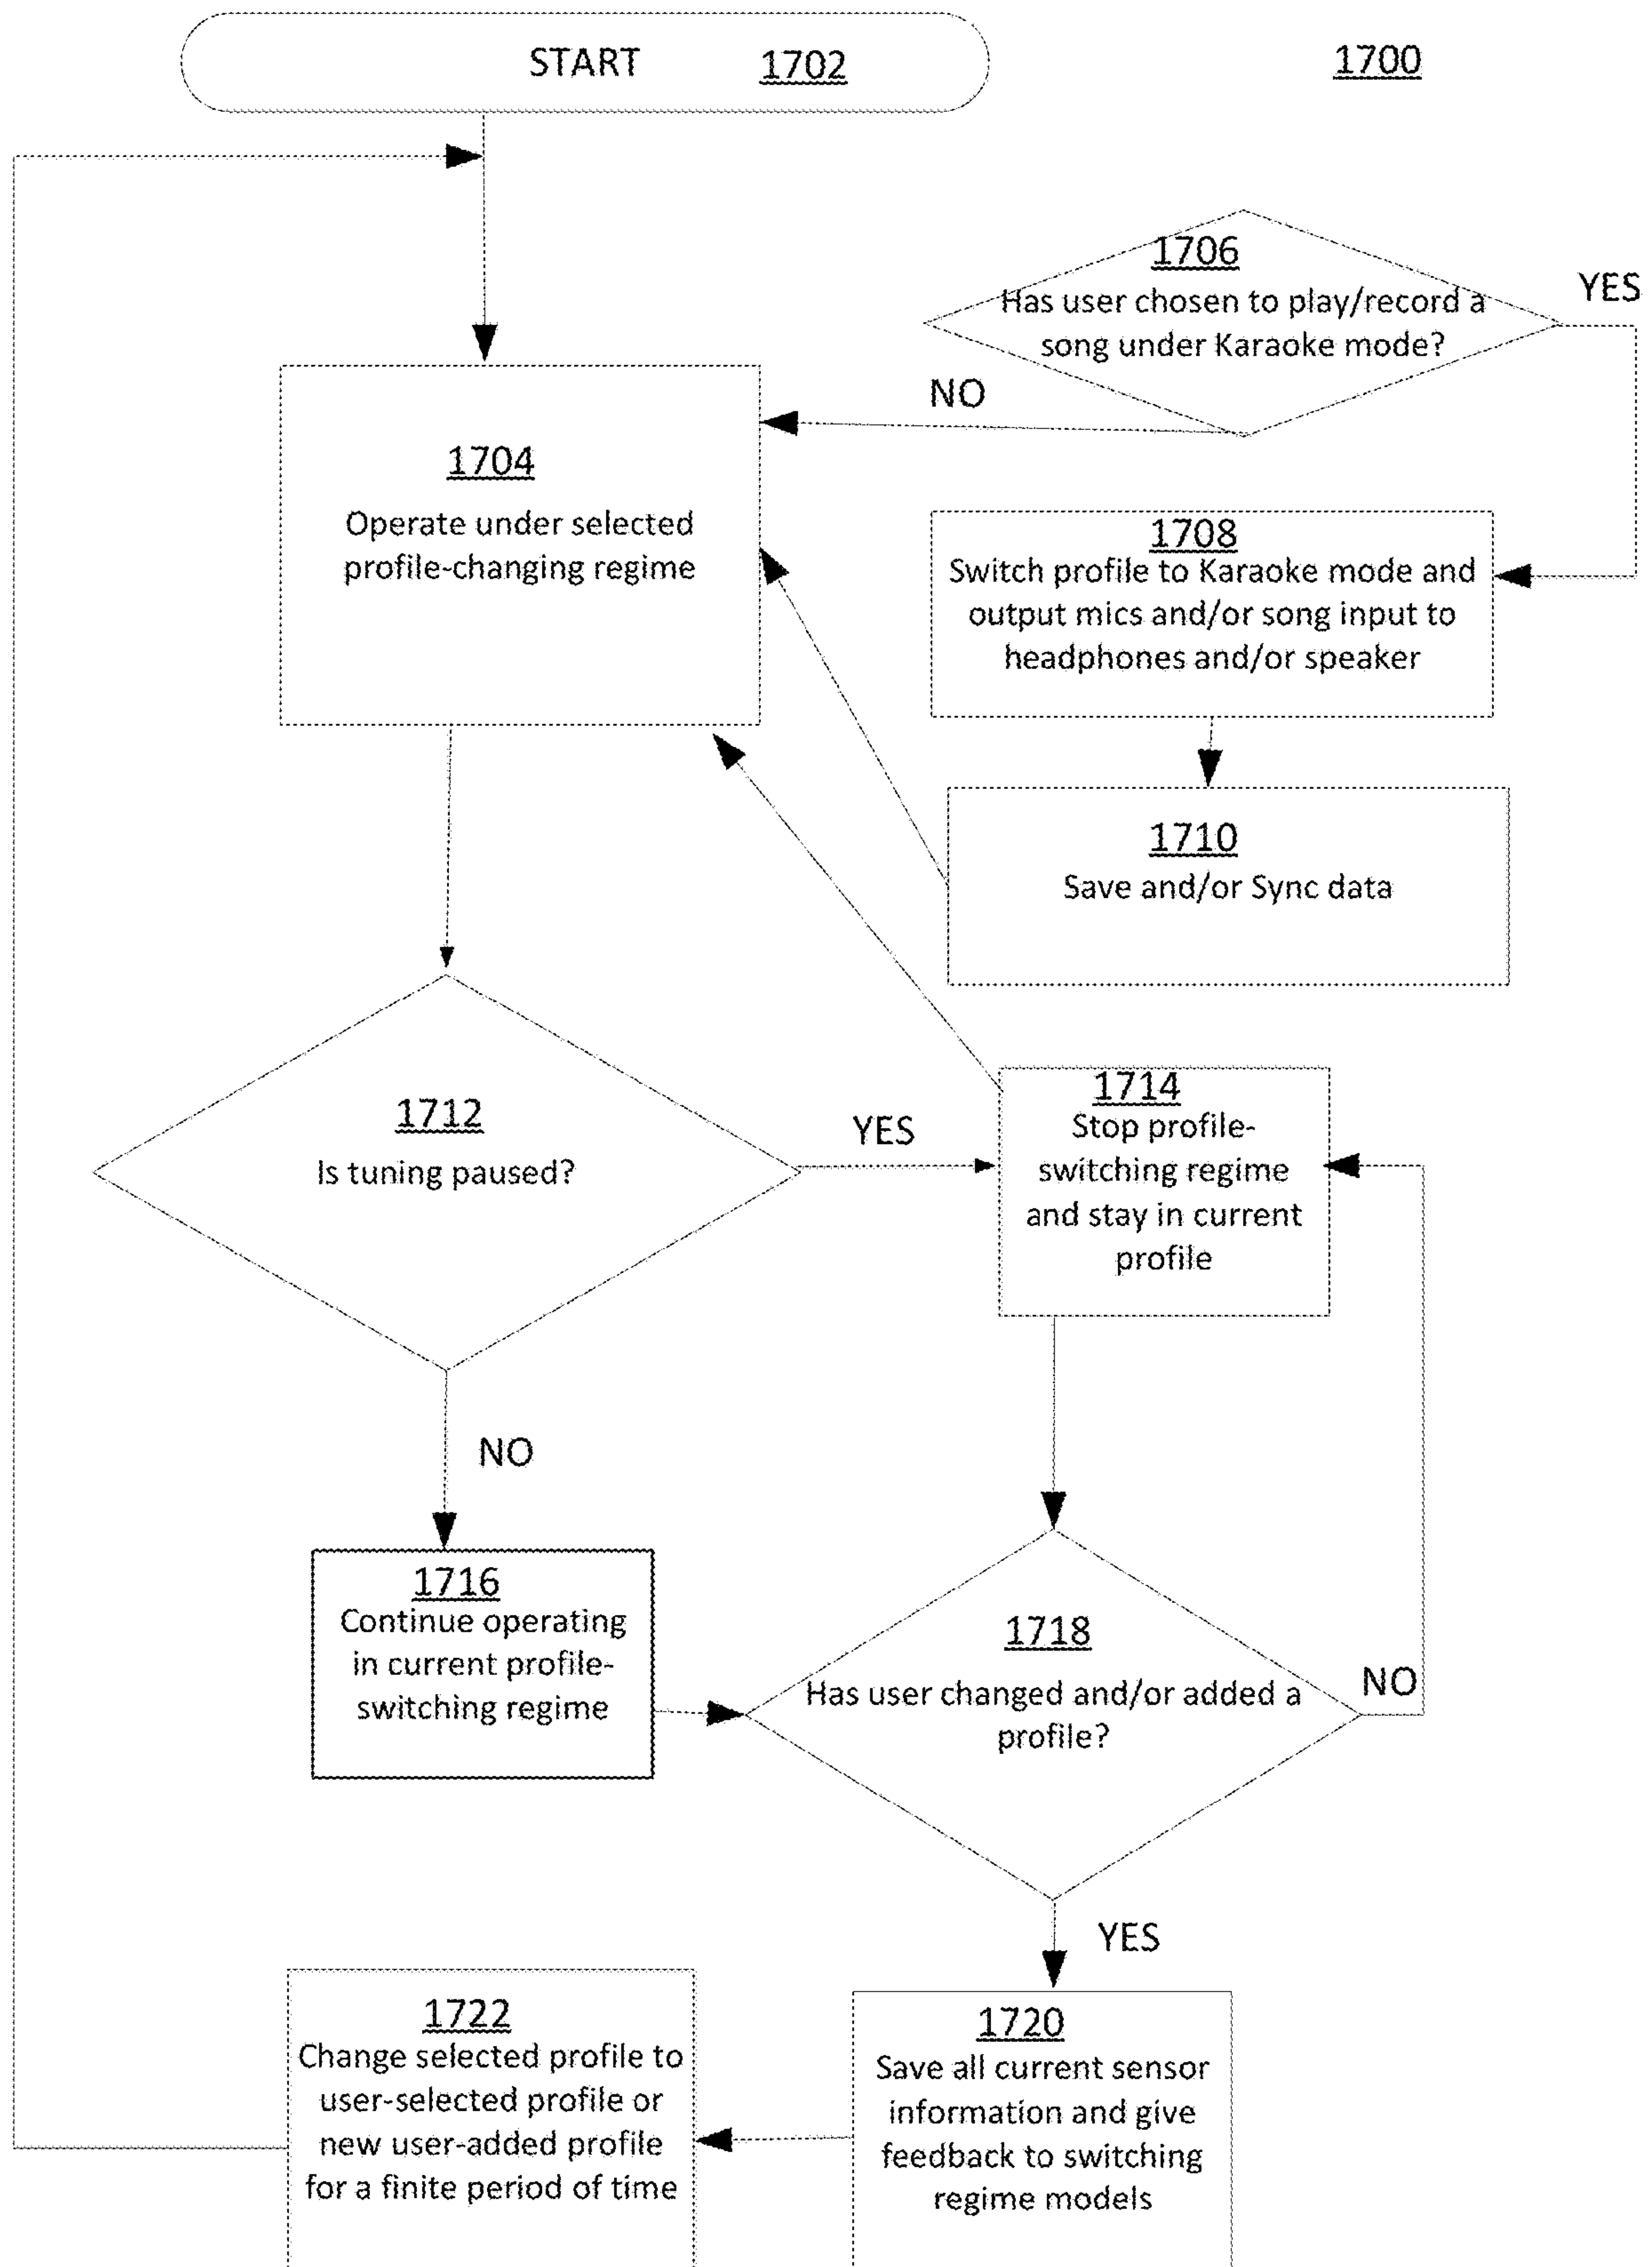 START 1702
1700
1706
Has user chosen to play/record a
song under Karaoke mode?
YES
NO
1704
Operate under selected
profile-changing regime
1708
Switch profile to Karaoke mode and
output mics and/or song input to
headphones and/or speaker
1710
Save and/or Sync data
1712
Is tuning paused?
YES
1714
Stop profile-
switching regime
and stay in current
profile
NO
1716
Continue operating
in current profile-
switching regime
1718
Has user changed and/or added a
profile?
NO
YES
1722
Change selected profile to
user-selected profile or
new user-added profile
for a finite period of time
1720
Save all current sensor
information and give
feedback to switching
regime models